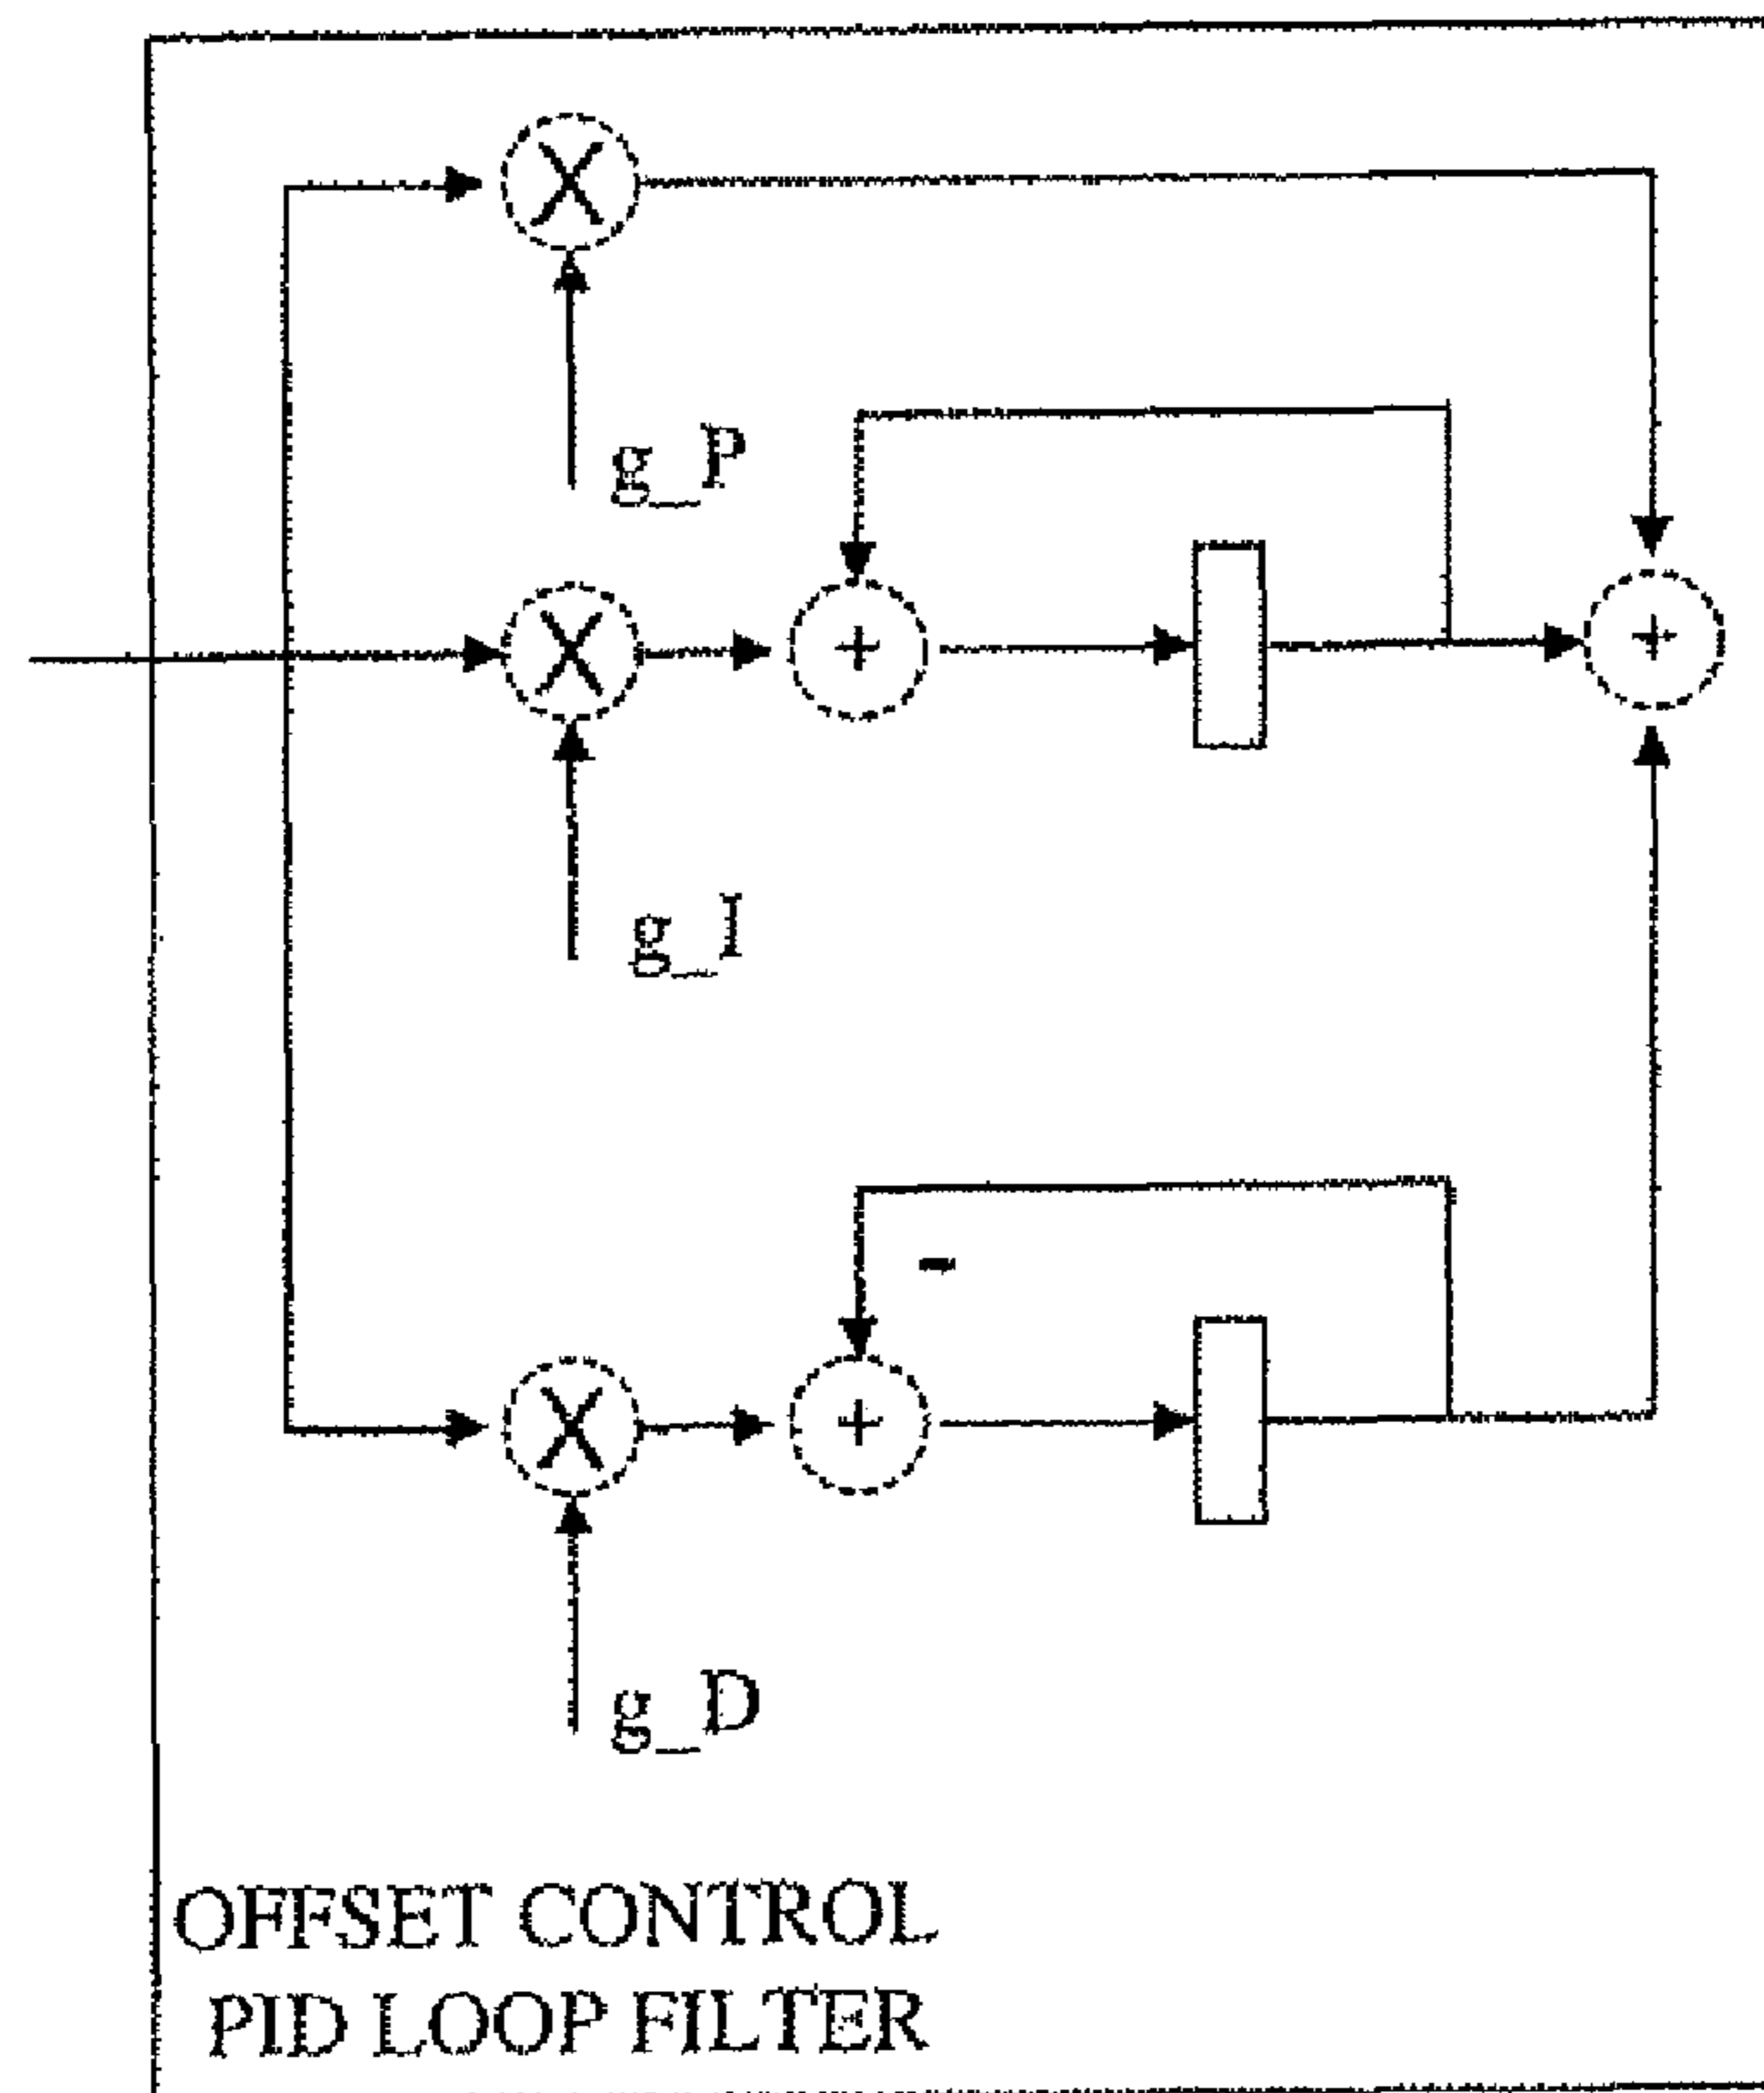 X
g_P
X
+
+
g_I
-
X
+
g_D
OFFSET CONTROL
PID LOOP FILTER